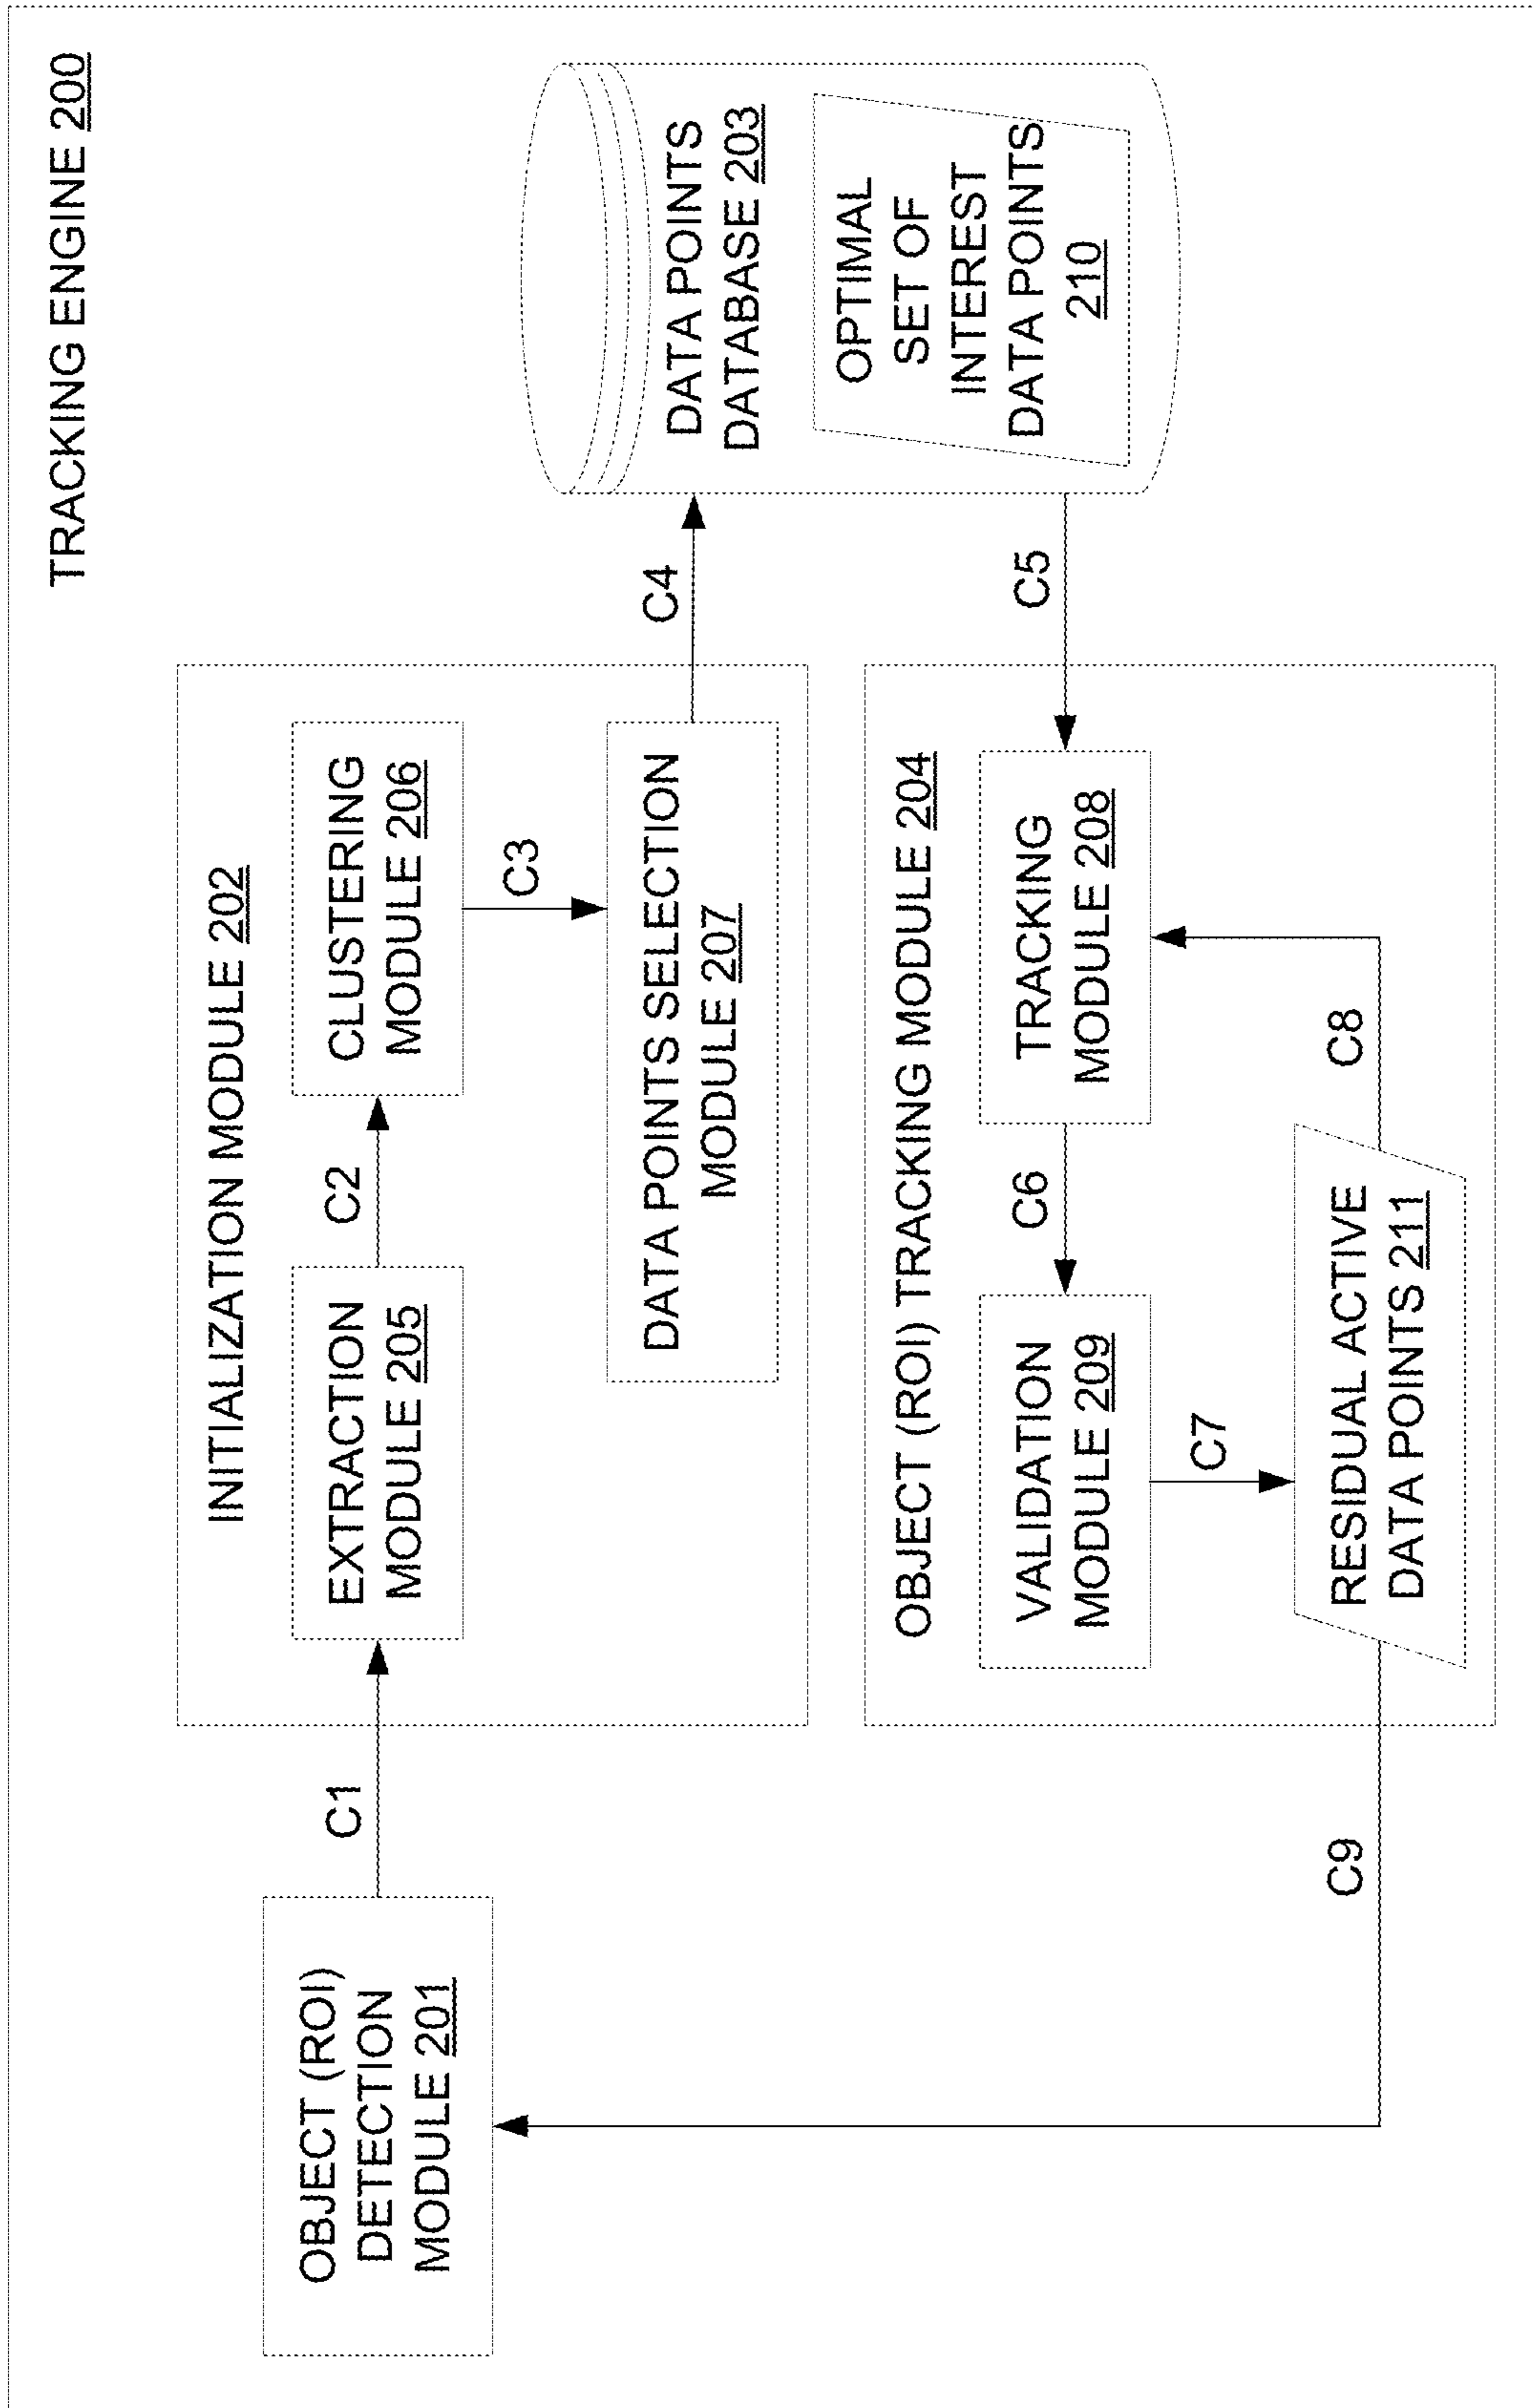 TRACKING ENGINE 200
OBJECT (ROI)
DETECTION
MODULE 201
C1
INITIALIZATION MODULE 202
EXTRACTION
MODULE 205
C2
CLUSTERING
MODULE 206
C3
DATA POINTS SELECTION
MODULE 207
C4
DATA POINTS
DATABASE 203
OPTIMAL
SET OF
INTEREST
DATA POINTS
210
C5
OBJECT (ROI) TRACKING MODULE 204
TRACKING
MODULE 208
C6
VALIDATION
MODULE 209
C7
RESIDUAL ACTIVE
DATA POINTS 211
C8
C9